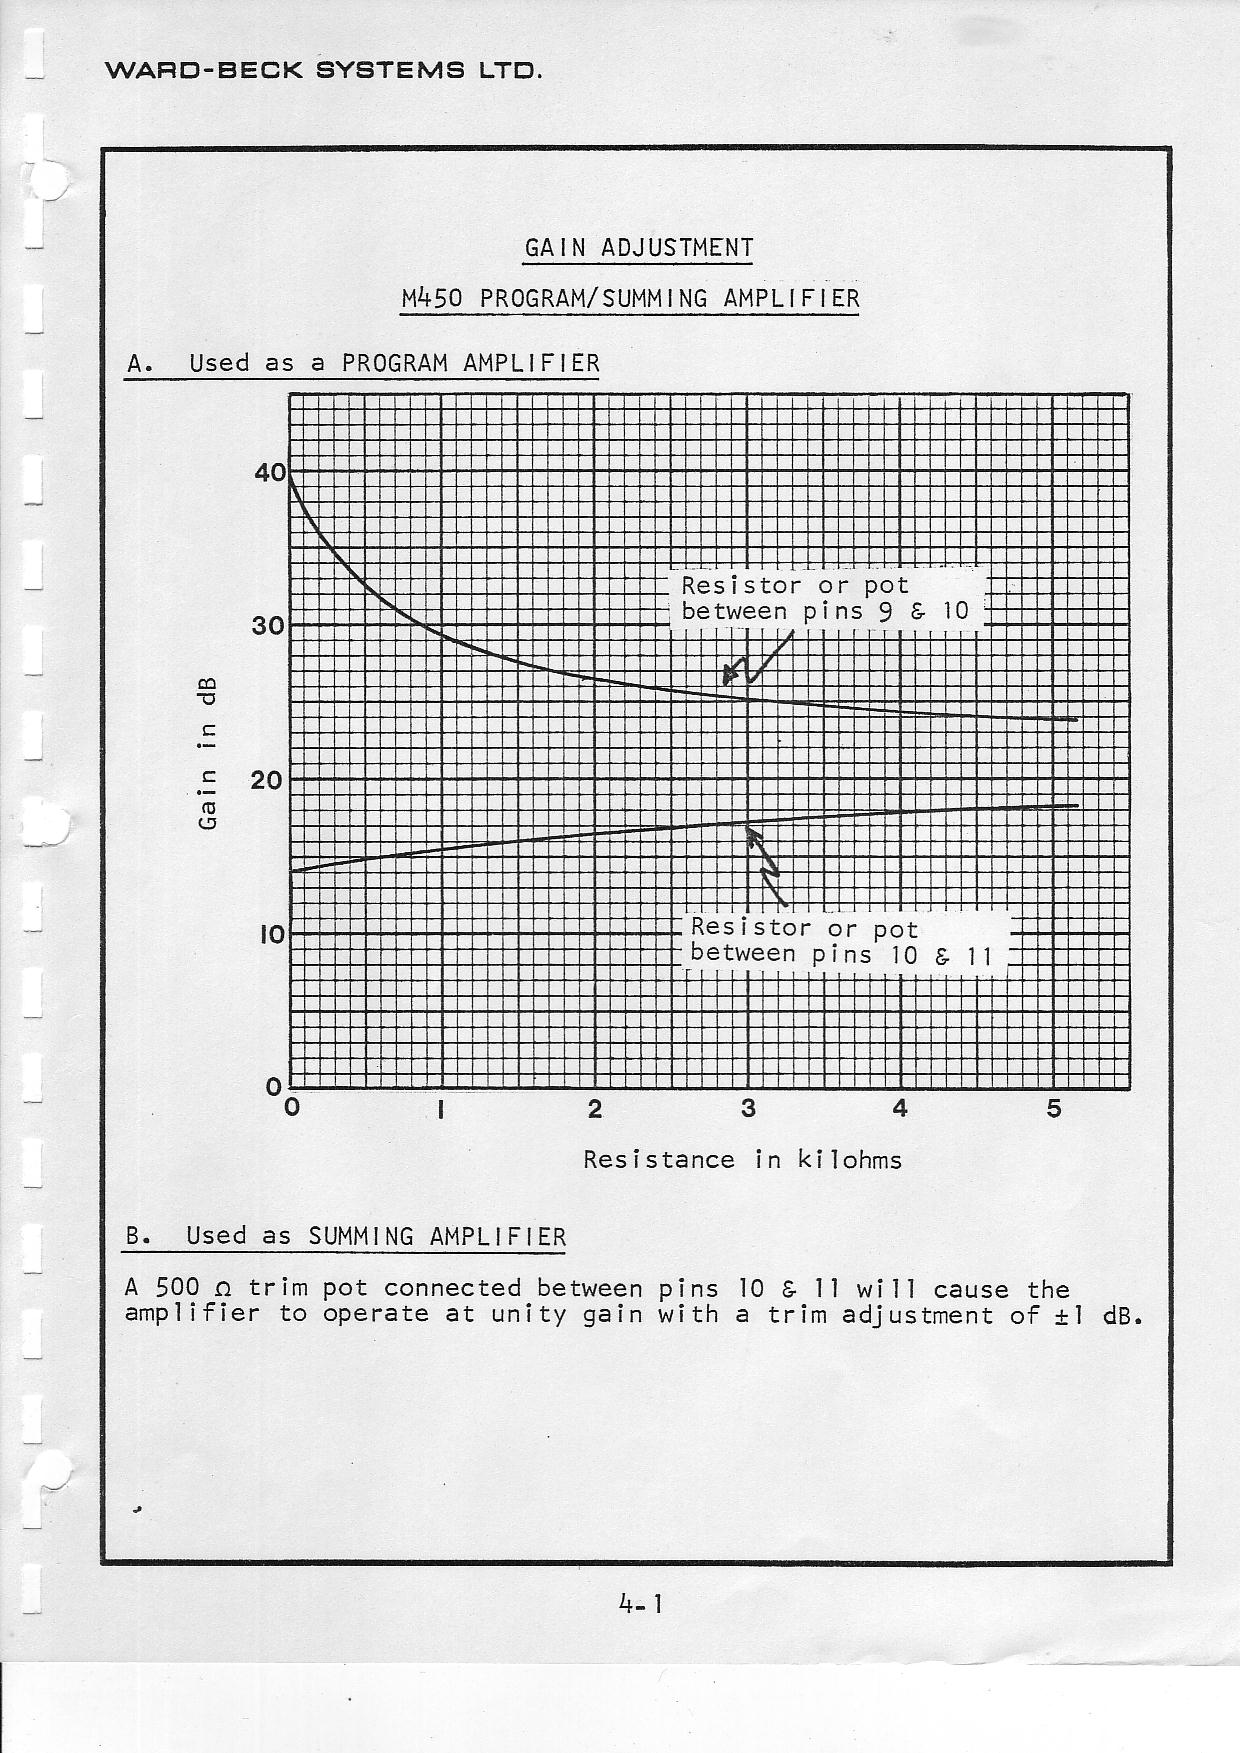 WARD-BECK SYSTEMS LTD.
GAIN ADJUSTMENT
M450 PROGRAM/SUMMING AMPLIFIER
A. Used as a PROGRAM AMPLIFIER
40
30
20
10
0
Gain in dB
Resistor or pot
between pins 9 & 10
Resistor or pot
between pins 10 & 11
0 1 2 3 4 5
Resistance in kilohms
B. Used as SUMMING AMPLIFIER
A 500 Ω trim pot connected between pins 10 & 11 will cause the
amplifier to operate at unity gain with a trim adjustment of ±1 dB.
4-1